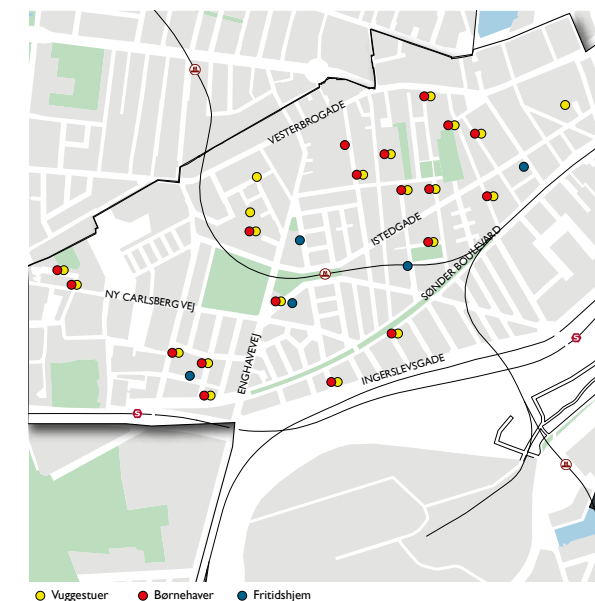 VESTERBROGADE
ISTEDGADE
SØNDER BOULEVARD
NY CARLSBERG VEJ
ENGHAVEVEJ
INGERSLEVSGADE
S
S
Vuggestuer Børnehaver Fritidshjem